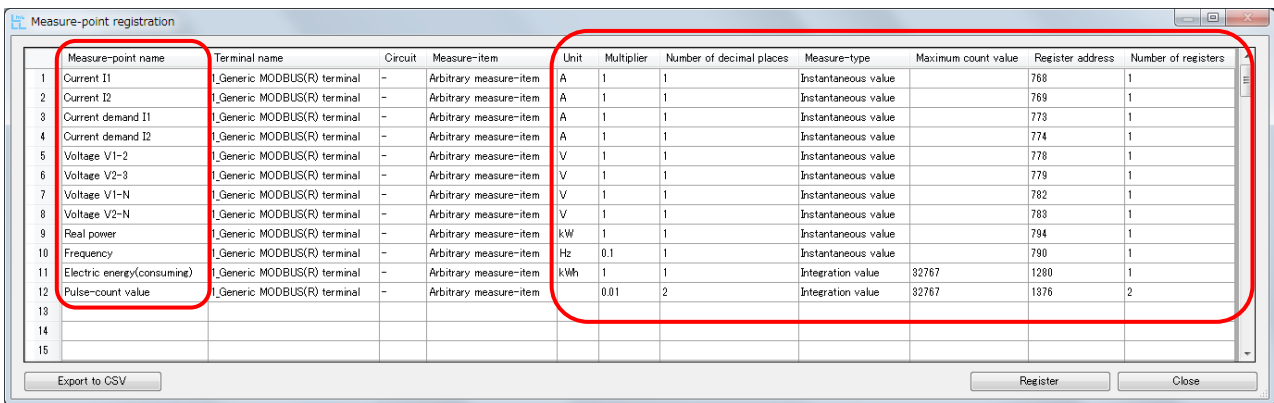 Measure-point registration
Measure-point name Terminal name Circuit Measure-item Unit Multiplier Number of decimal places Measure-type Maximum count value Register address Number of registers
1 Current I1 1_Generic MODBUS(R) terminal - Arbitrary measure-item A 1 1 Instantaneous value 768 1
2 Current I2 1_Generic MODBUS(R) terminal - Arbitrary measure-item A 1 1 Instantaneous value 769 1
3 Current demand I1 1_Generic MODBUS(R) terminal - Arbitrary measure-item A 1 1 Instantaneous value 773 1
4 Current demand I2 1_Generic MODBUS(R) terminal - Arbitrary measure-item A 1 1 Instantaneous value 774 1
5 Voltage V1-2 1_Generic MODBUS(R) terminal - Arbitrary measure-item V 1 1 Instantaneous value 778 1
6 Voltage V2-3 1_Generic MODBUS(R) terminal - Arbitrary measure-item V 1 1 Instantaneous value 779 1
7 Voltage V1-N 1_Generic MODBUS(R) terminal - Arbitrary measure-item V 1 1 Instantaneous value 782 1
8 Voltage V2-N 1_Generic MODBUS(R) terminal - Arbitrary measure-item V 1 1 Instantaneous value 783 1
9 Real power 1_Generic MODBUS(R) terminal - Arbitrary measure-item kW 1 1 Instantaneous value 794 1
10 Frequency 1_Generic MODBUS(R) terminal - Arbitrary measure-item Hz 0.1 1 Instantaneous value 790 1
11 Electric energy(consuming) 1_Generic MODBUS(R) terminal - Arbitrary measure-item kWh 1 1 Integration value 32767 1280 1
12 Pulse-count value 1_Generic MODBUS(R) terminal - Arbitrary measure-item 0.01 2 Integration value 32767 1376 2
13
14
15
Export to CSV Register Close